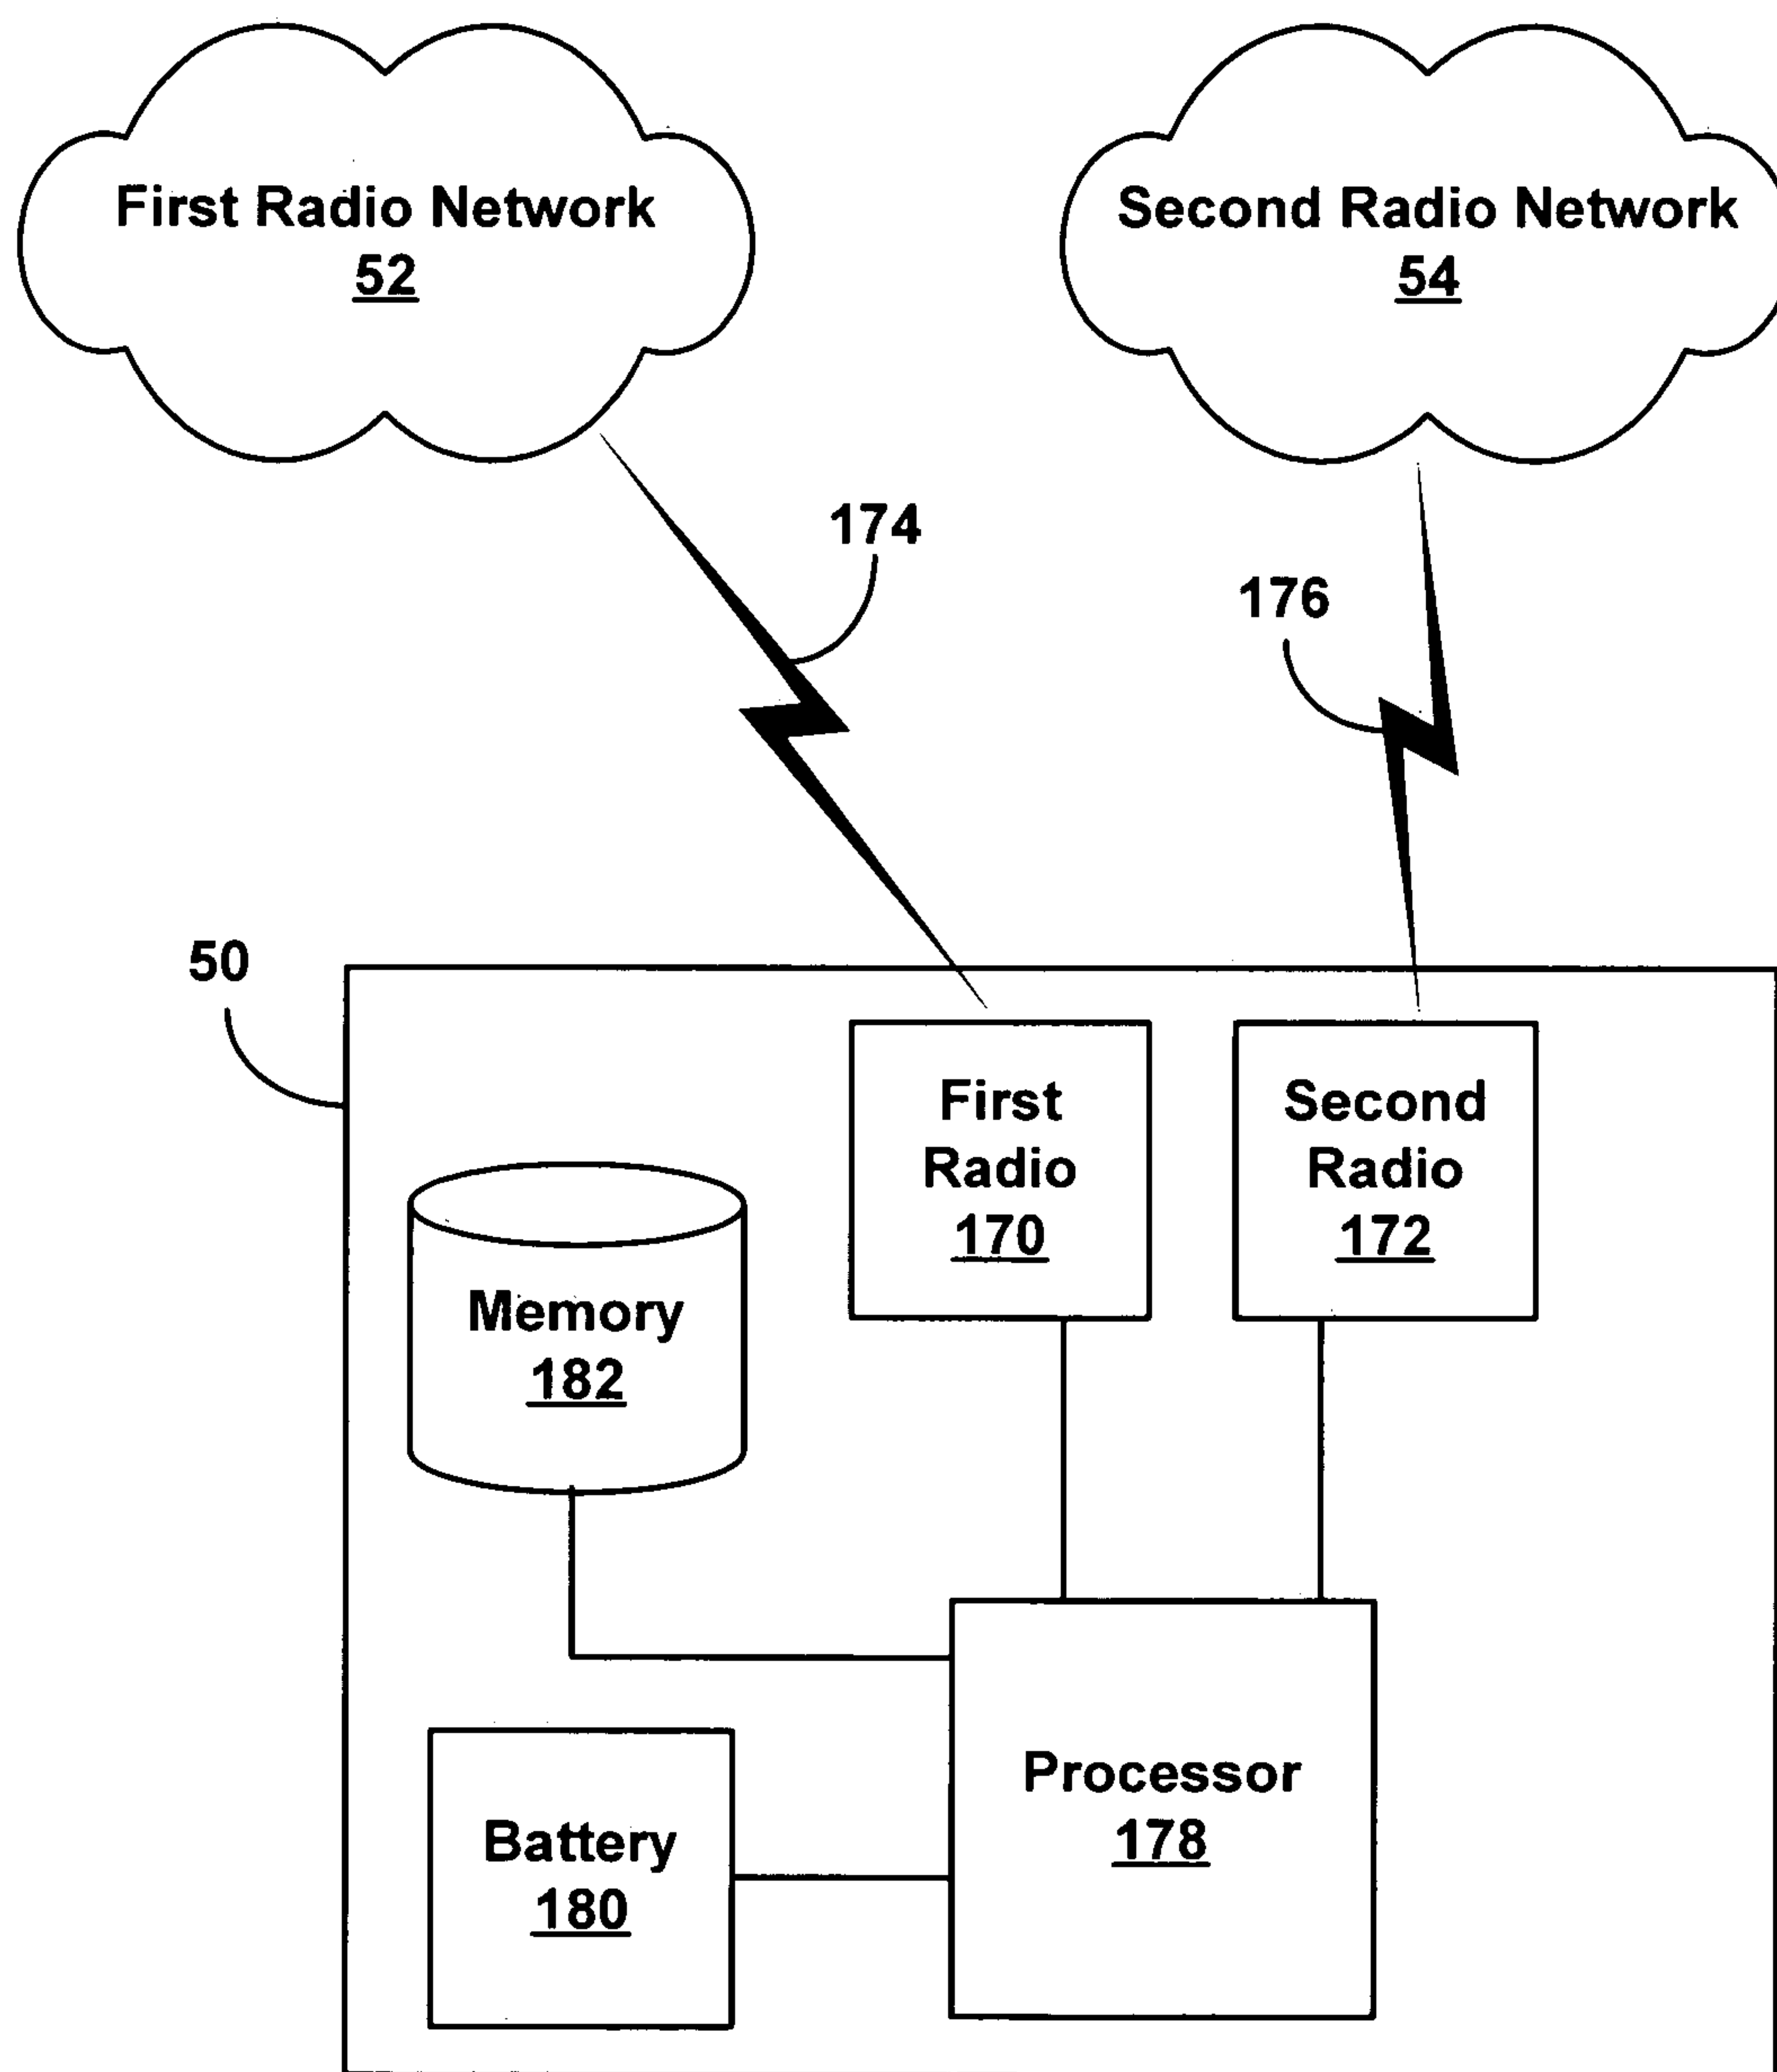 First Radio Network
52
Second Radio Network
54
174
176
50
First
Radio
170
Second
Radio
172
Memory
182
Processor
178
Battery
180